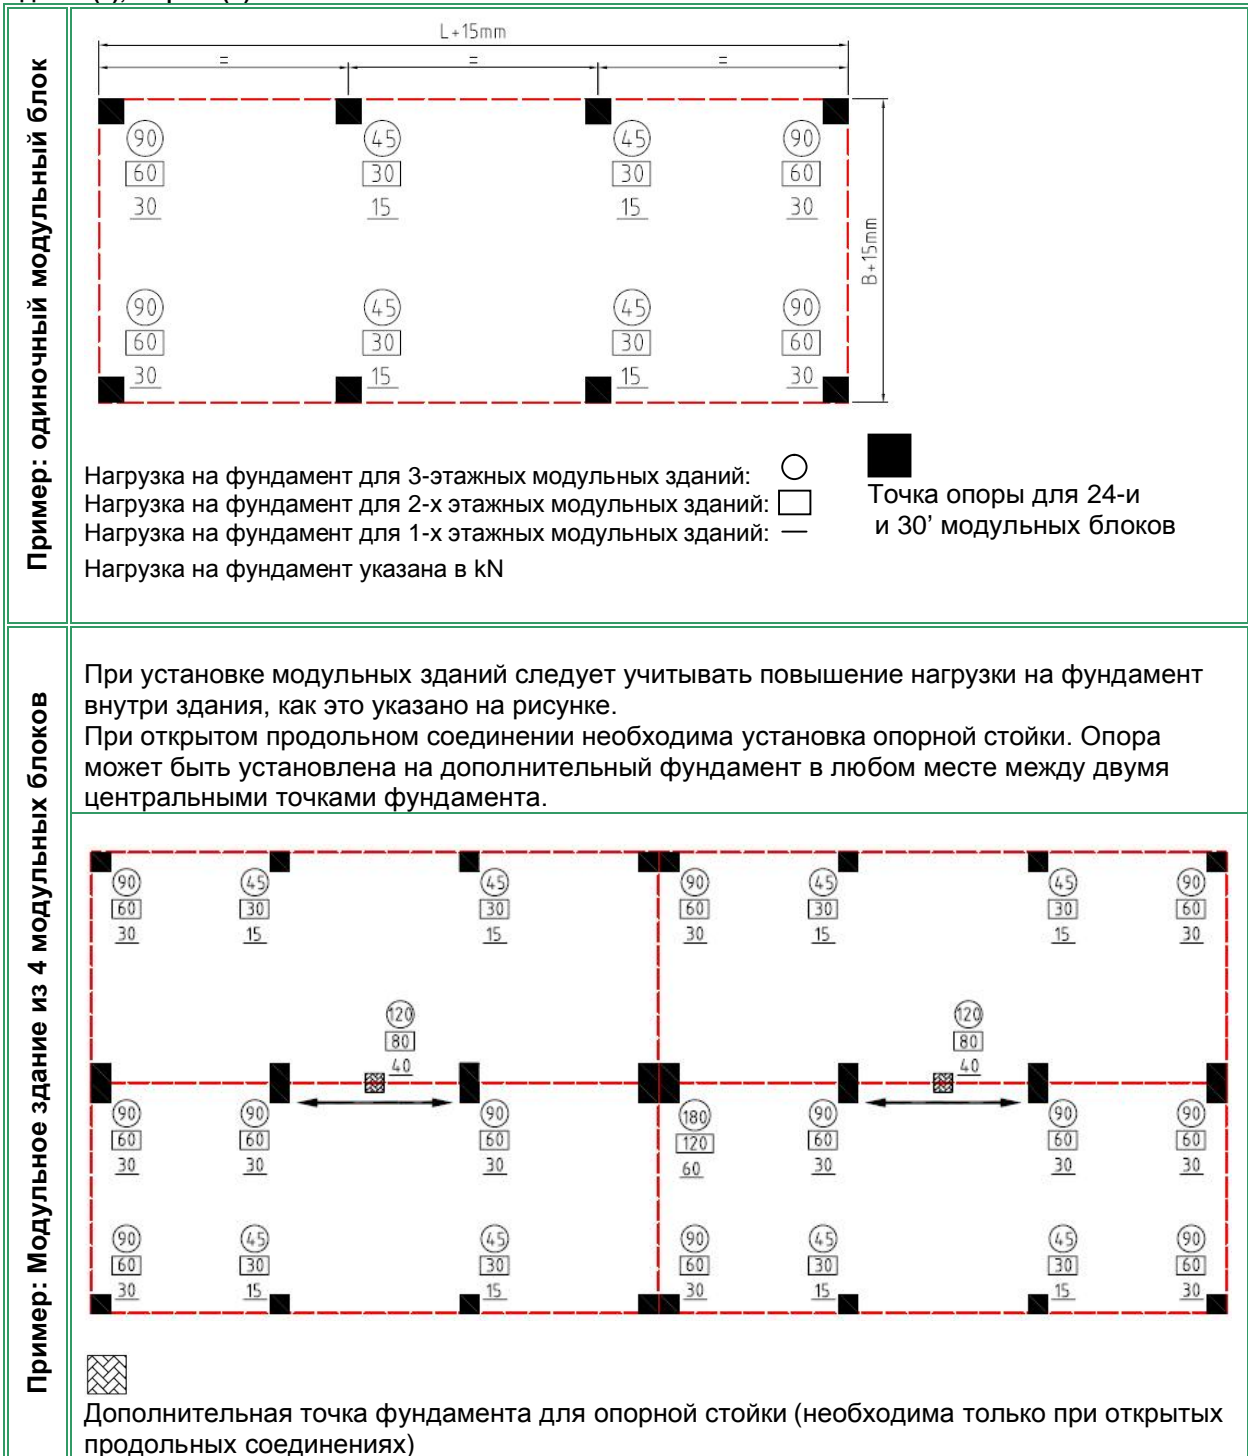 Пример: одиночный модульный блок
L+15mm
= = =
90 45 45 90
60 30 30 60
30 15 15 30
B+15mm
90 45 45 90
60 30 30 60
30 15 15 30
Нагрузка на фундамент для 3-этажных модульных зданий:
Нагрузка на фундамент для 2-х этажных модульных зданий:
Нагрузка на фундамент для 1-х этажных модульных зданий:
Нагрузка на фундамент указана в kN
Точка опоры для 24-и
и 30’ модульных блоков
Пример: Модульное здание из 4 модульных блоков
При установке модульных зданий следует учитывать повышение нагрузки на фундамент
внутри здания, как это указано на рисунке.
При открытом продольном соединении необходима установка опорной стойки. Опора
может быть установлена на дополнительный фундамент в любом месте между двумя
центральными точками фундамента.
90 45 45 90 45 45 90
60 30 30 60 30 30 60
30 15 15 30 15 15 30
120 120
80 80
40 40
90 90 90 180 90 90 90
60 60 60 120 60 60 60
30 30 30 60 30 30 30
90 45 45 90 45 45 90
60 30 30 60 30 30 60
30 15 15 30 15 15 30
Дополнительная точка фундамента для опорной стойки (необходима только при открытых
продольных соединениях)